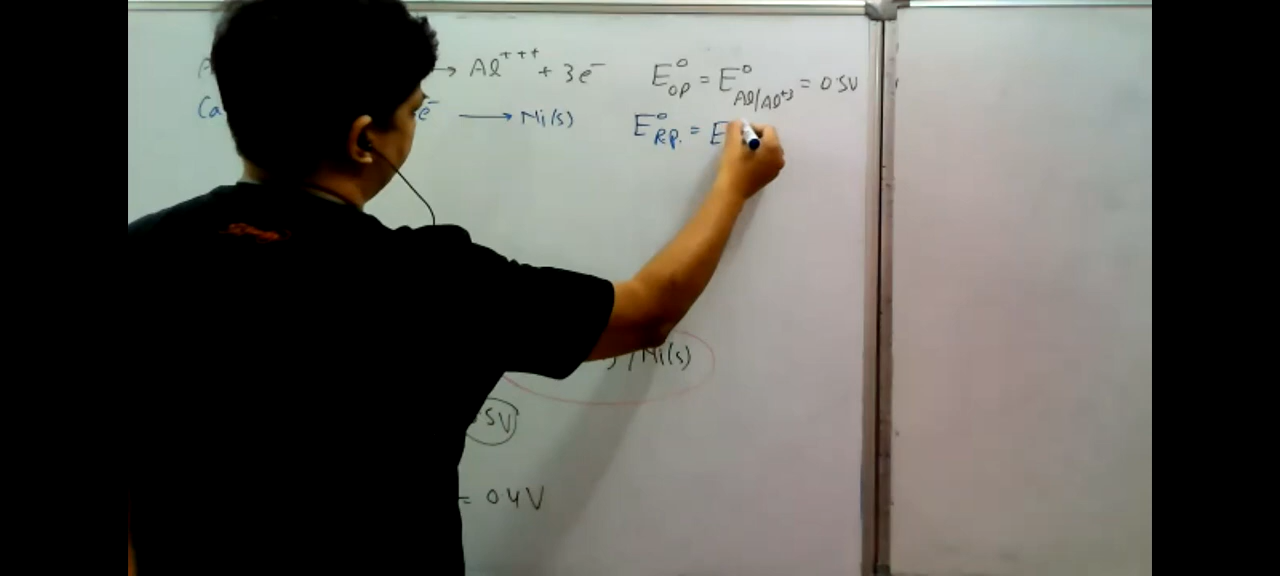 → Al+++ + 3e⁻ E°op = E°Al/Al+3 = 0.5V
Ca e⁻ → Ni(s) E°R.P. = E
/Ni(s)
5V
= 0.4V